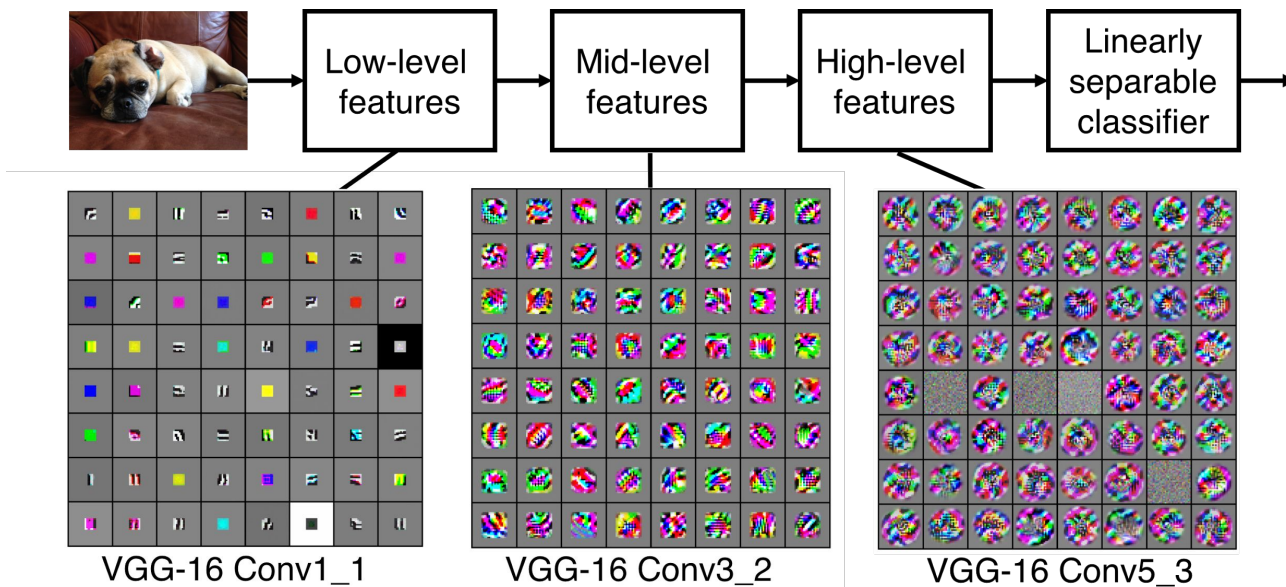 Low-level
features
Mid-level
features
High-level
features
Linearly
separable
classifier
VGG-16 Conv1_1
VGG-16 Conv3_2
VGG-16 Conv5_3